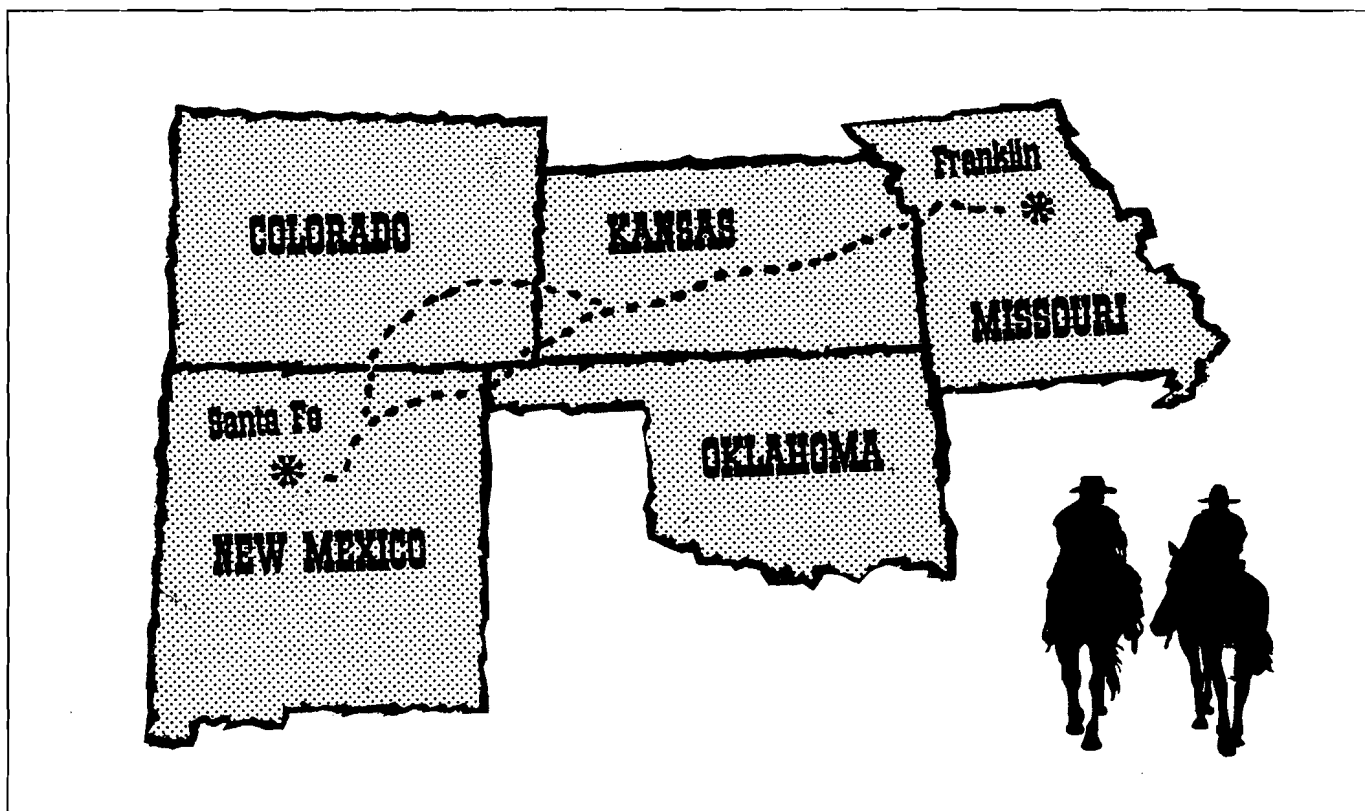 Franklin
COLORADO
KANSAS
MISSOURI
Santa Fe
OKLAHOMA
NEW MEXICO